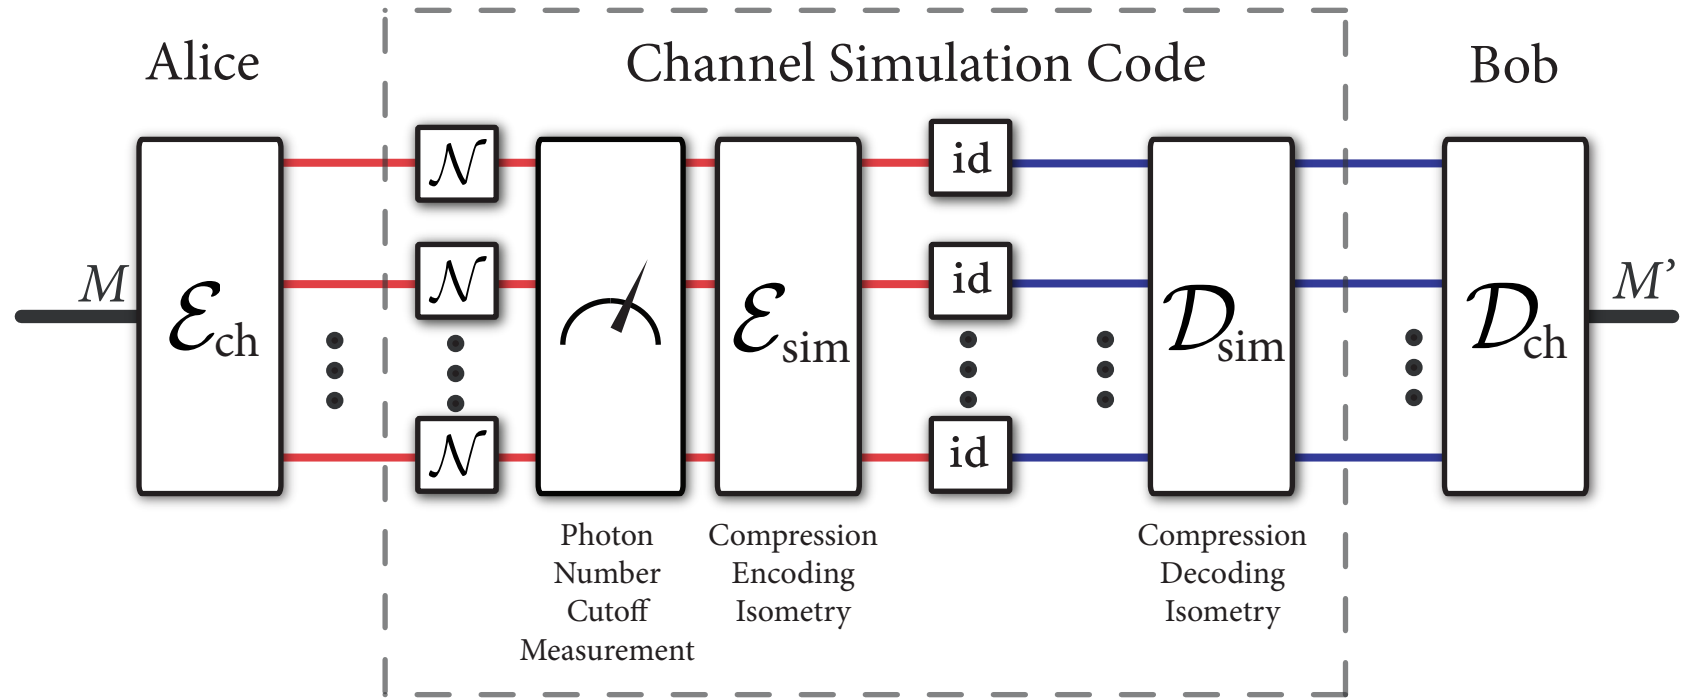 Alice
Channel Simulation Code
Bob
𝒩
id
𝒩
id
M
ℰch
ℰsim
𝒟sim
𝒟ch
M’
𝒩
id
Photon
Number
Cutoff
Measurement
Compression
Encoding
Isometry
Compression
Decoding
Isometry